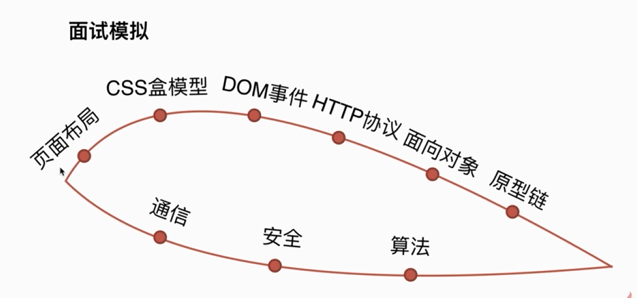 面试模拟
页面布局
CSS盒模型
DOM事件
HTTP协议
面向对象
原型链
通信
安全
算法